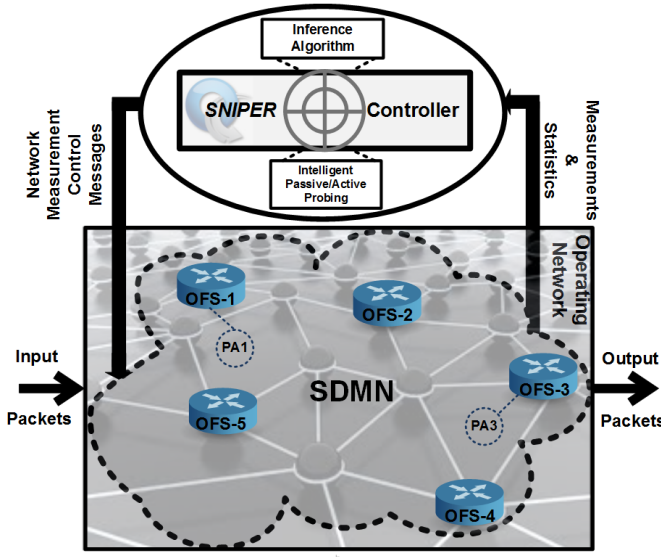 Inference
Algorithm
SNIPER
Controller
Intelligent
Passive/Active
Probing
Network
Measurement
Control
Messages
Measurements
&
Statistics
Operating
Network
OFS-1
OFS-2
PA1
Input
Packets
SDMN
OFS-3
Output
Packets
OFS-5
PA3
OFS-4